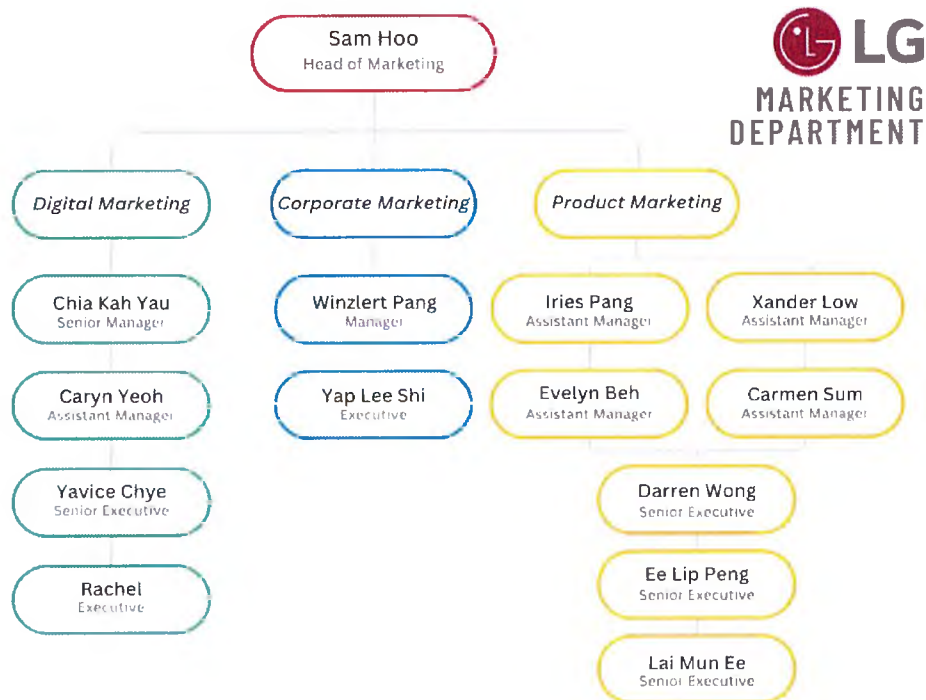 Sam Hoo
Head of Marketing
LG
MARKETING
DEPARTMENT
Digital Marketing
Corporate Marketing
Product Marketing
Chia Kah Yau
Senior Manager
Winzlert Pang
Manager
Iries Pang
Assistant Manager
Xander Low
Assistant Manager
Caryn Yeoh
Assistant Manager
Yap Lee Shi
Executive
Evelyn Beh
Assistant Manager
Carmen Sum
Assistant Manager
Yavice Chye
Senior Executive
Darren Wong
Senior Executive
Rachel
Executive
Ee Lip Peng
Senior Executive
Lai Mun Ee
Senior Executive